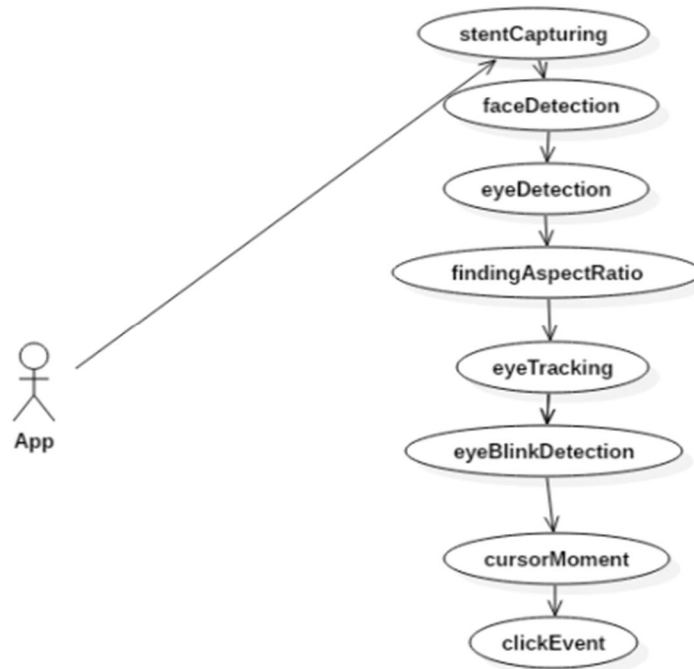 stentCapturing
faceDetection
eyeDetection
findingAspectRatio
eyeTracking
App
eyeBlinkDetection
cursorMoment
clickEvent